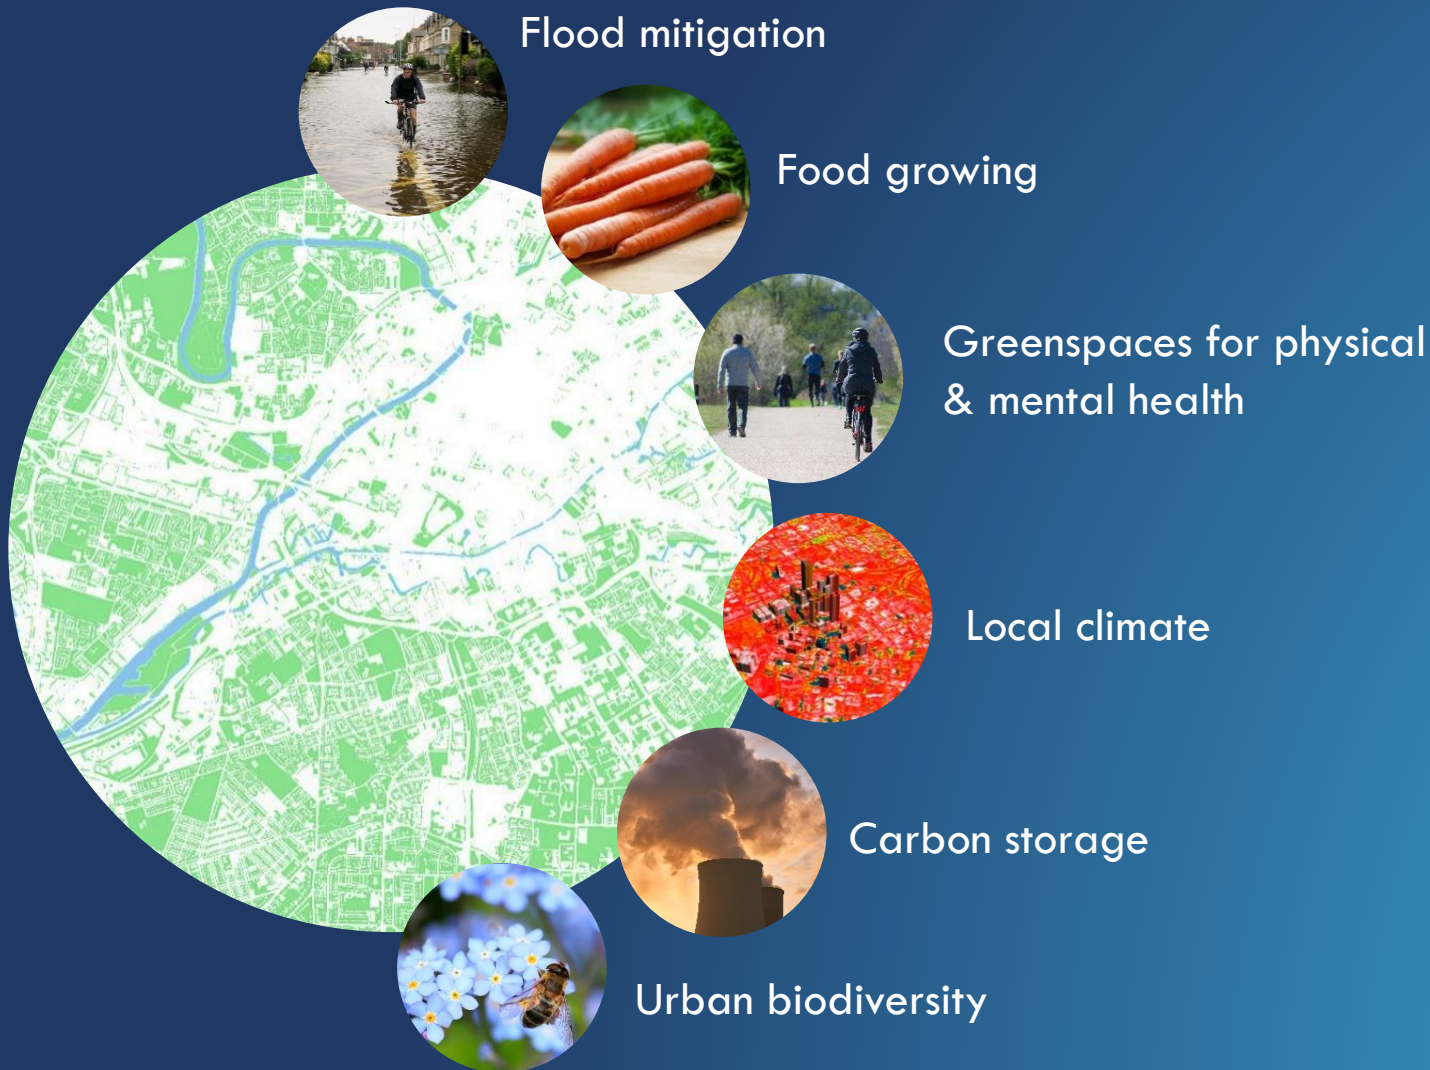 Flood mitigation
Food growing
Greenspaces for physical
& mental health
Local climate
Carbon storage
Urban biodiversity